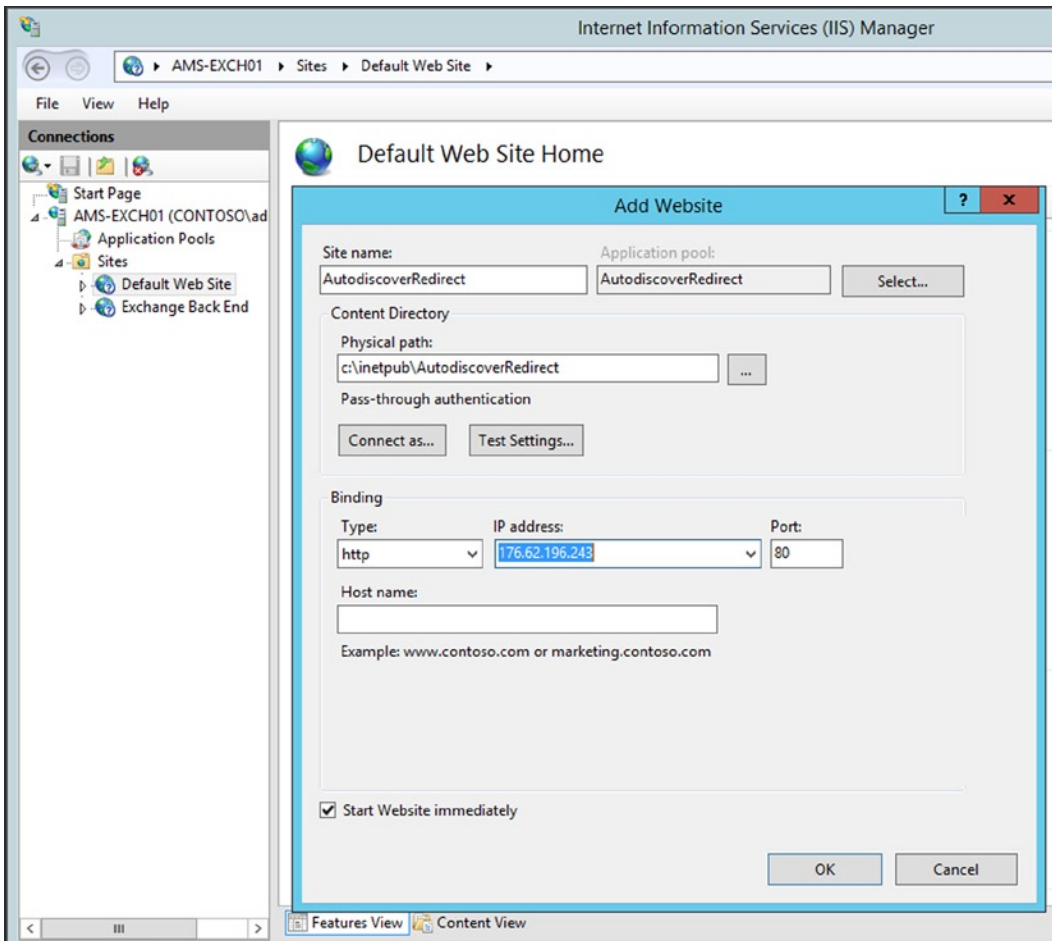 Internet Information Services (IIS) Manager
AMS-EXCH01 Sites Default Web Site
File View Help
Connections
Start Page
AMS-EXCH01 (CONTOSO\ad
Application Pools
Sites
Default Web Site
Exchange Back End
Default Web Site Home
Add Website
? x
Site name: Application pool:
AutodiscoverRedirect AutodiscoverRedirect Select...
Content Directory
Physical path:
c:\inetpub\AutodiscoverRedirect ...
Pass-through authentication
Connect as... Test Settings...
Binding
Type: IP address: Port:
http 176.62.196.243 80
Host name:
Example: www.contoso.com or marketing.contoso.com
Start Website immediately
OK Cancel
Features View Content View